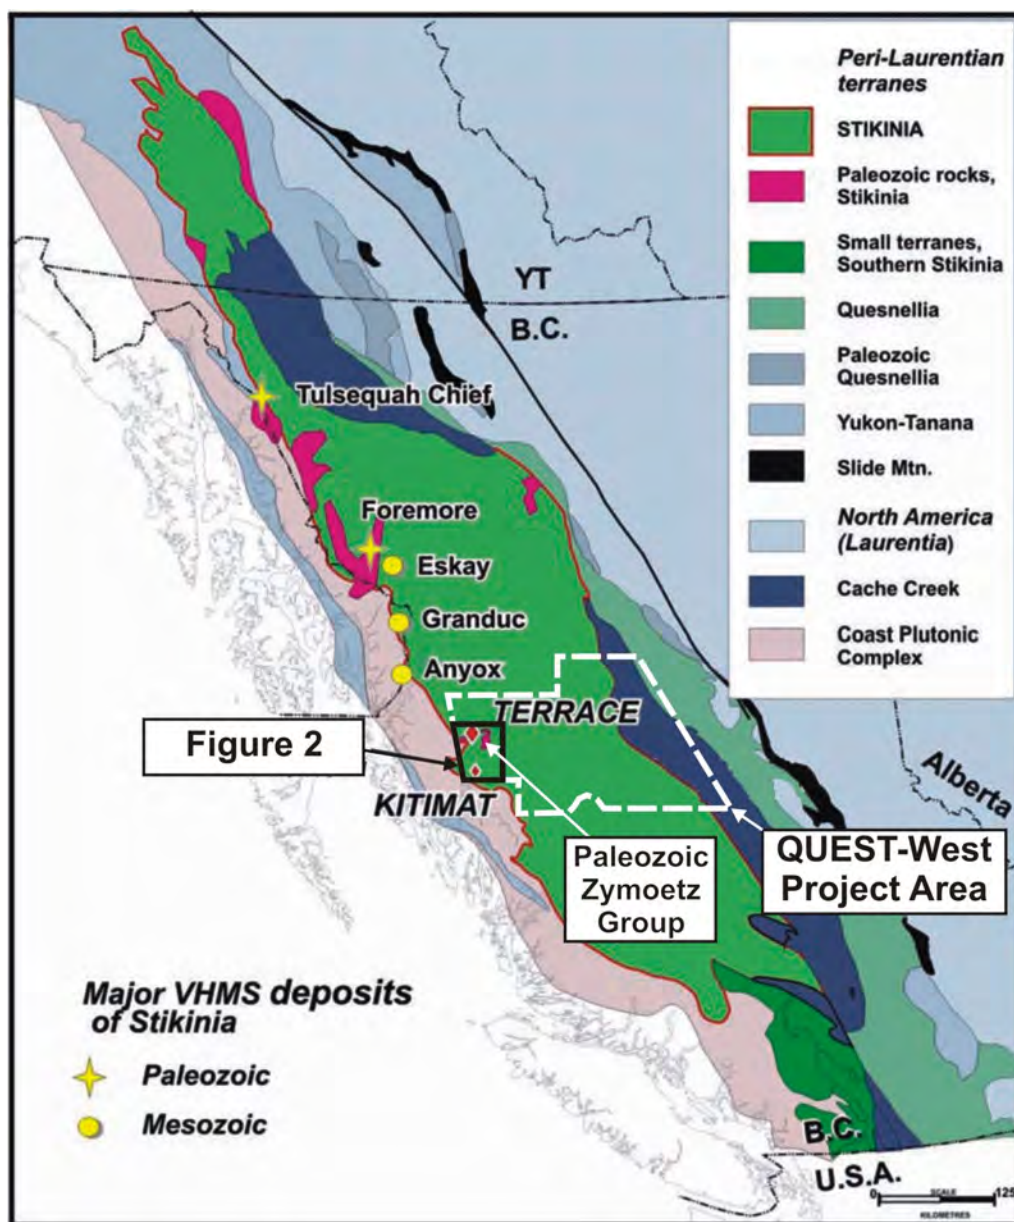 Peri-Laurentian
terranes
STIKINIA
Paleozoic rocks,
Stikinia
Small terranes,
Southern Stikinia
Quesnellia
Paleozoic
Quesnellia
Yukon-Tanana
Slide Mtn.
North America
(Laurentia)
Cache Creek
Coast Plutonic
Complex
YT
B.C.
Tulsequah Chief
Foremore
Eskay
Granduc
Anyox
TERRACE
Figure 2
KITIMAT
Alberta
Paleozoic
Zymoetz
Group
QUEST-West
Project Area
Major VHMS deposits
of Stikinia
Paleozoic
Mesozoic
B.C.
U.S.A.
0 SCALE 125
KILOMETRES